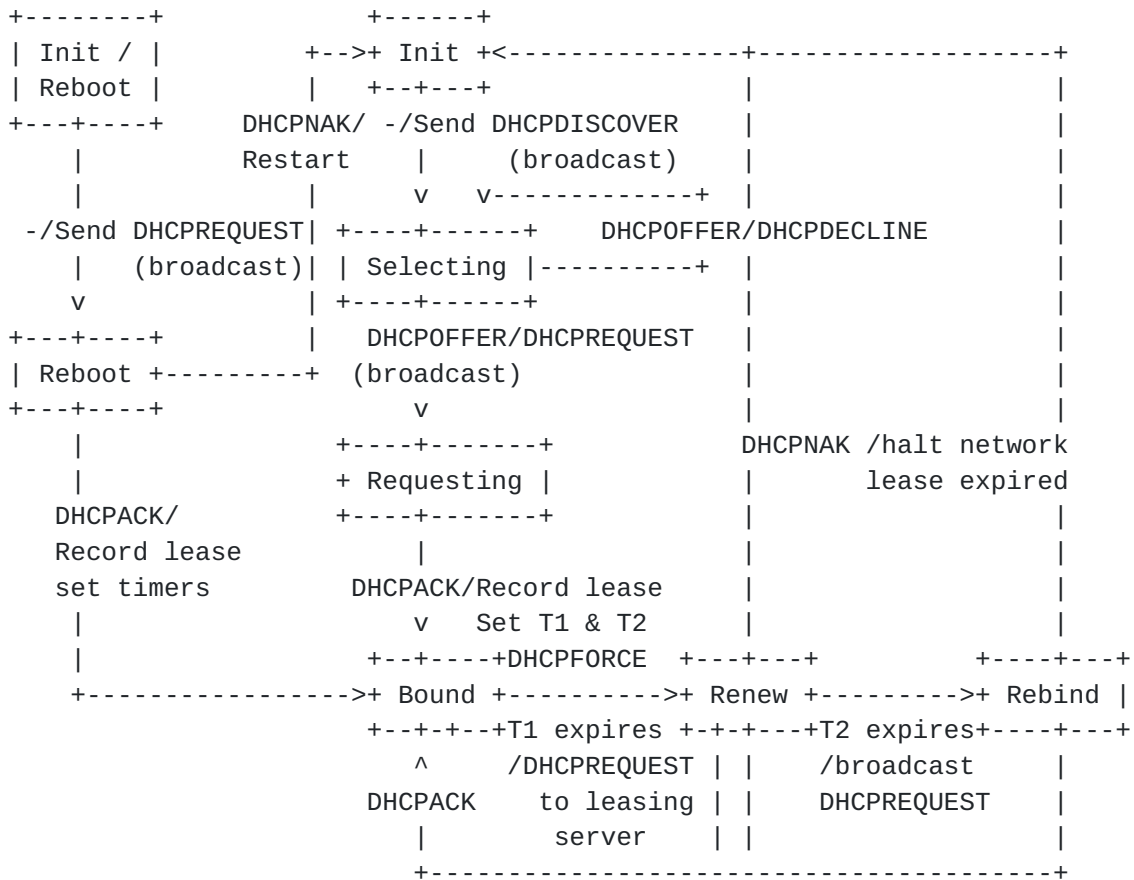 +--------+             +------+
| Init / |         +-->+ Init +<---------------+-------------------+
| Reboot |         |   +--+---+                |                   |
+---+----+     DHCPNAK/ -/Send DHCPDISCOVER    |                   |
    |          Restart    |     (broadcast)    |                   |
    |              |      v   v-------------+  |                   |
 -/Send DHCPREQUEST| +----+------+    DHCPOFFER/DHCPDECLINE        |
    |   (broadcast)| | Selecting |----------+  |                   |
    v              | +----+------+             |                   |
+---+----+         |   DHCPOFFER/DHCPREQUEST   |                   |
| Reboot +---------+  (broadcast)              |                   |
+---+----+                v                    |                   |
    |                +----+-------+            DHCPNAK /halt network
    |                + Requesting |            |       lease expired
   DHCPACK/          +----+-------+            |                   |
   Record lease           |                    |                   |
   set timers         DHCPACK/Record lease     |                   |
    |                     v   Set T1 & T2      |                   |
    |                  +--+----+DHCPFORCE  +---+---+          +----+---+
    +----------------->+ Bound +---------->+ Renew +--------->+ Rebind |
                       +--+-+--+T1 expires +-+-+---+T2 expires+----+---+
                          ^     /DHCPREQUEST | |    /broadcast     |
                       DHCPACK    to leasing | |    DHCPREQUEST    |
                          |        server    | |                   |
                          +----------------------------------------+